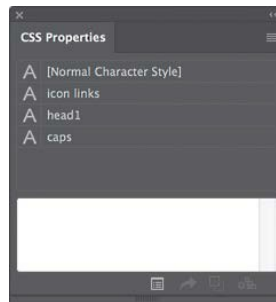 CSS Properties
A [Normal Character Style]
A icon links
A head1
A caps